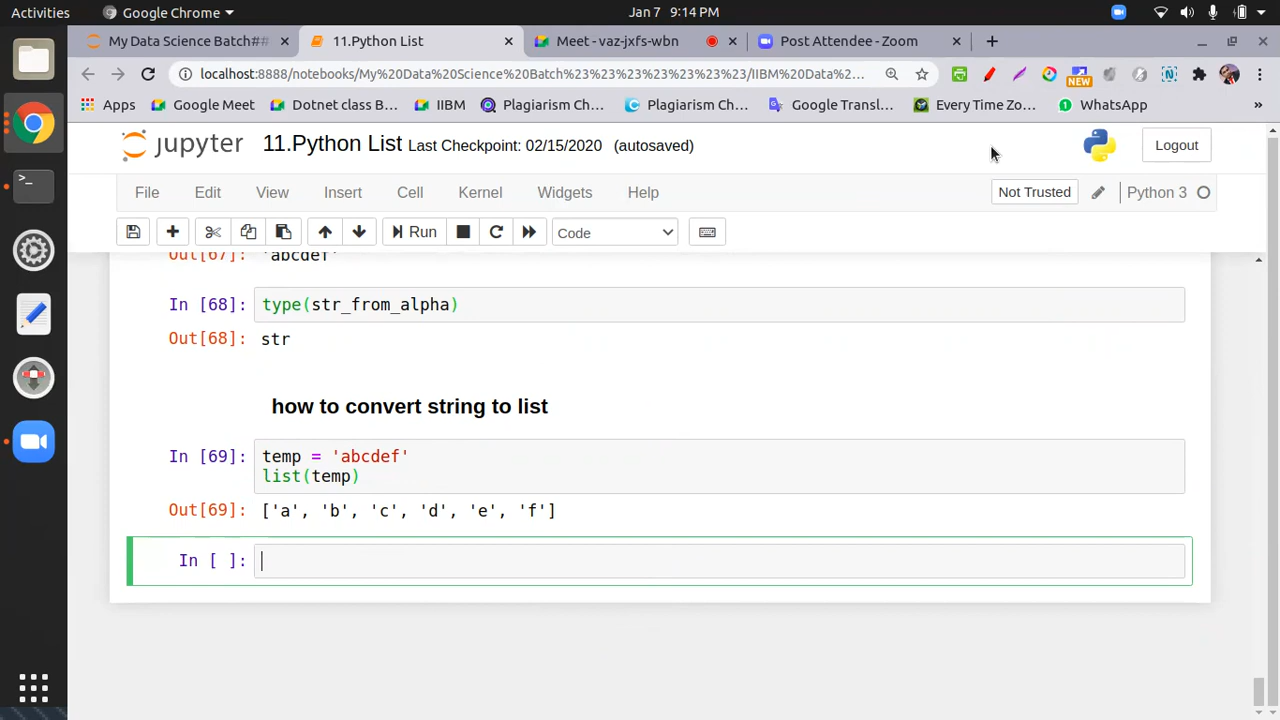 Activities Google Chrome Jan 7 9:14 PM
My Data Science Batch## 11.Python List Meet - vaz-jxfs-wbn Post Attendee - Zoom
localhost:8888/notebooks/My%20Data%20Science%20Batch%23%23%23%23%23%23/IIBM%20Data%2...
NEW
Apps Google Meet Dotnet class B... IIBM Plagiarism Ch... Plagiarism Ch... Google Transl... Every Time Zo... WhatsApp »
jupyter 11.Python List Last Checkpoint: 02/15/2020 (autosaved) Logout
File Edit View Insert Cell Kernel Widgets Help Not Trusted Python 3
Run Code
Out[67]: 'abcdef'
In [68]: type(str_from_alpha)
Out[68]: str
how to convert string to list
In [69]: temp = 'abcdef'
list(temp)
Out[69]: ['a', 'b', 'c', 'd', 'e', 'f']
In [ ]: